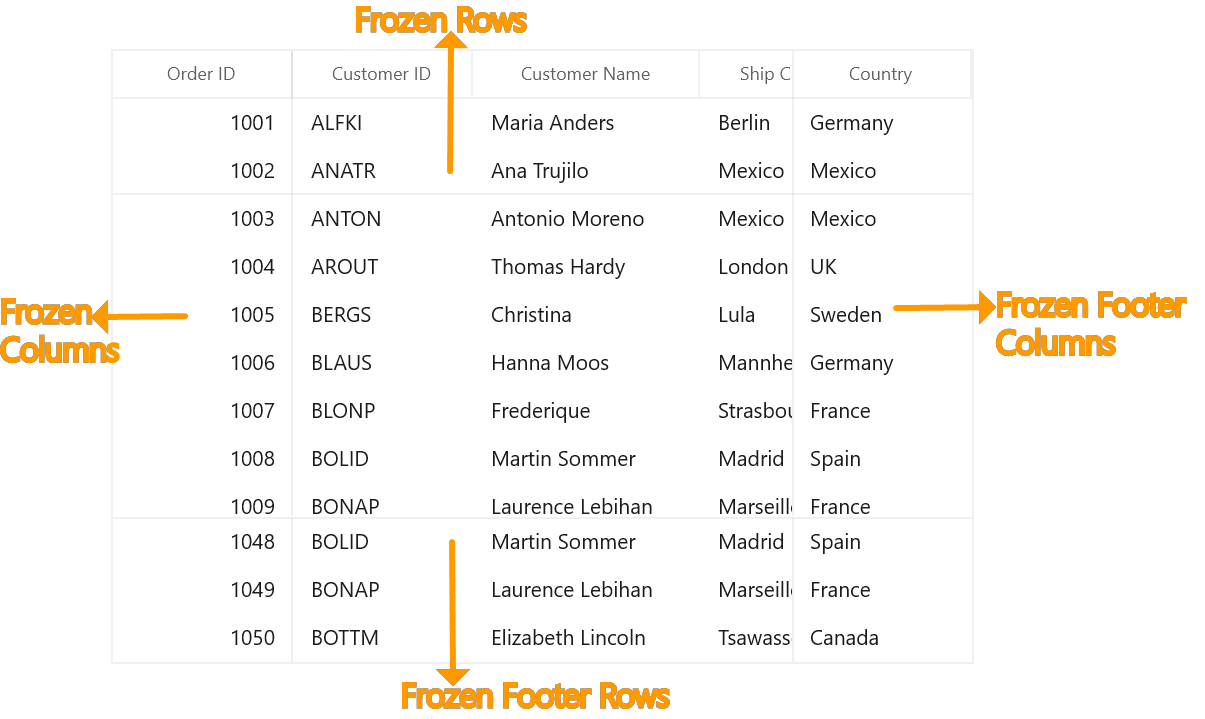 Frozen Rows
Order ID Customer ID Customer Name Ship C Country
1001 ALFKI Maria Anders Berlin Germany
1002 ANATR Ana Trujilo Mexico Mexico
1003 ANTON Antonio Moreno Mexico Mexico
1004 AROUT Thomas Hardy London UK
Frozen
Columns
1005 BERGS Christina Lula Sweden
Frozen Footer
Columns
1006 BLAUS Hanna Moos Mannhe Germany
1007 BLONP Frederique Strasbou France
1008 BOLID Martin Sommer Madrid Spain
1009 BONAP Laurence Lebihan Marseille France
1048 BOLID Martin Sommer Madrid Spain
1049 BONAP Laurence Lebihan Marseille France
1050 BOTTM Elizabeth Lincoln Tsawass Canada
Frozen Footer Rows